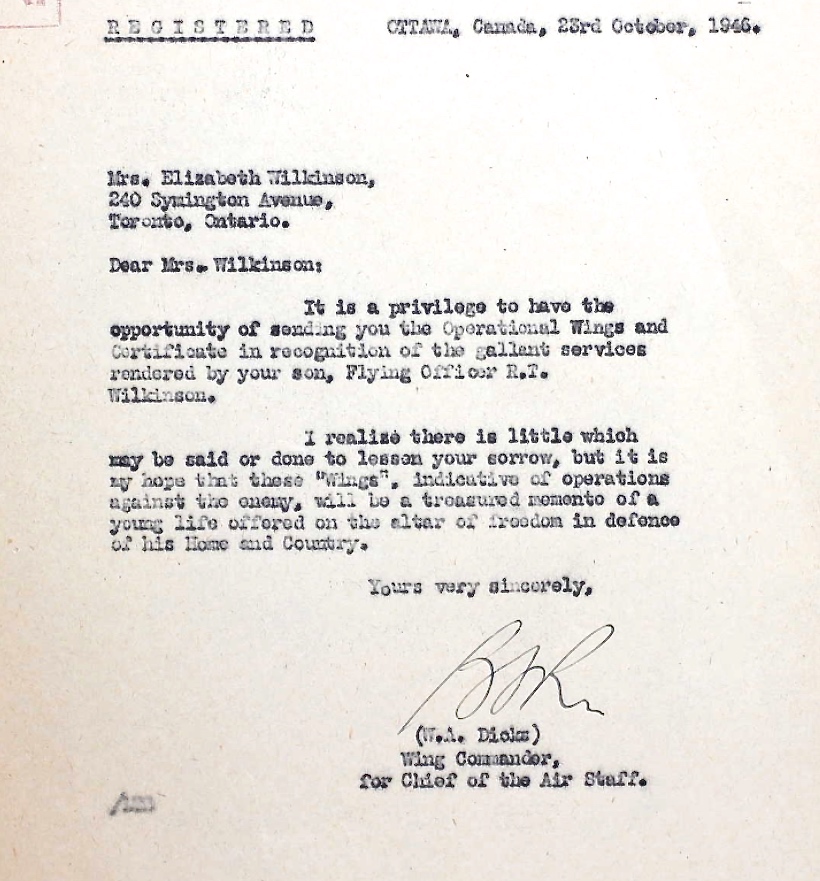 REGISTERED OTTAWA, Canada, 23rd October, 1946.
Mrs. Elizabeth Wilkinson,
240 Symington Avenue,
Toronto, Ontario.
Dear Mrs. Wilkinson:
It is a privilege to have the
opportunity of sending you the Operational Wings and
Certificate in recognition of the gallant services
rendered by your son, Flying Officer R.T.
Wilkinson.
I realize there is little which
may be said or done to lessen your sorrow, but it is
my hope that these "Wings", indicative of operations
against the enemy, will be a treasured memento of a
young life offered on the altar of freedom in defence
of his Home and Country.
Yours very sincerely,
(W.A. Dicks)
Wing Commander,
for Chief of the Air Staff.